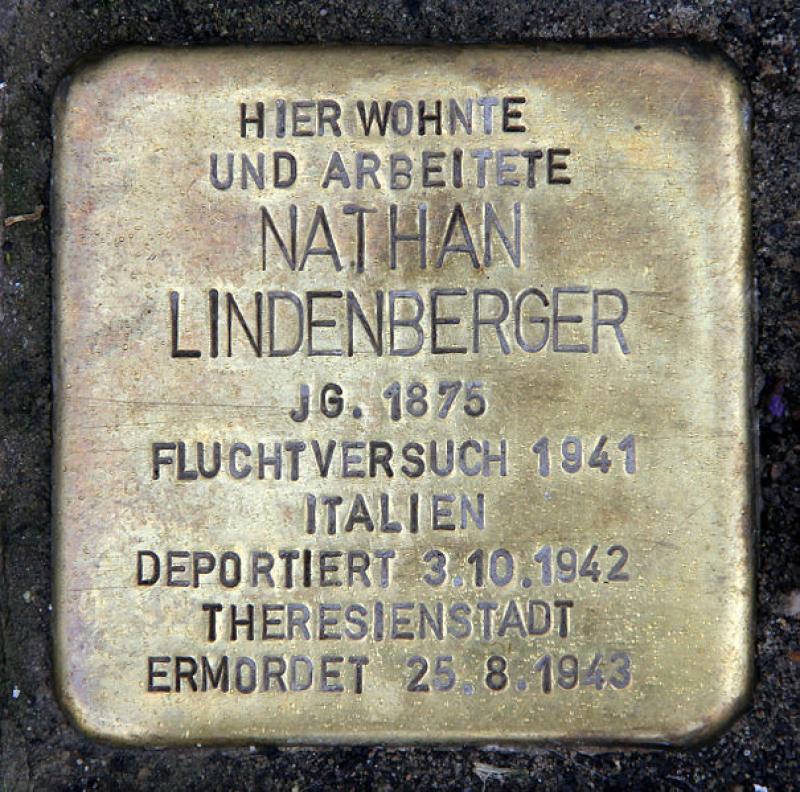 HIER WOHNTE
UND ARBEITETE
NATHAN
LINDENBERGER
JG. 1875
FLUCHTVERSUCH 1941
ITALIEN
DEPORTIERT 3.10.1942
THERESIENSTADT
ERMORDET 25.8.1943